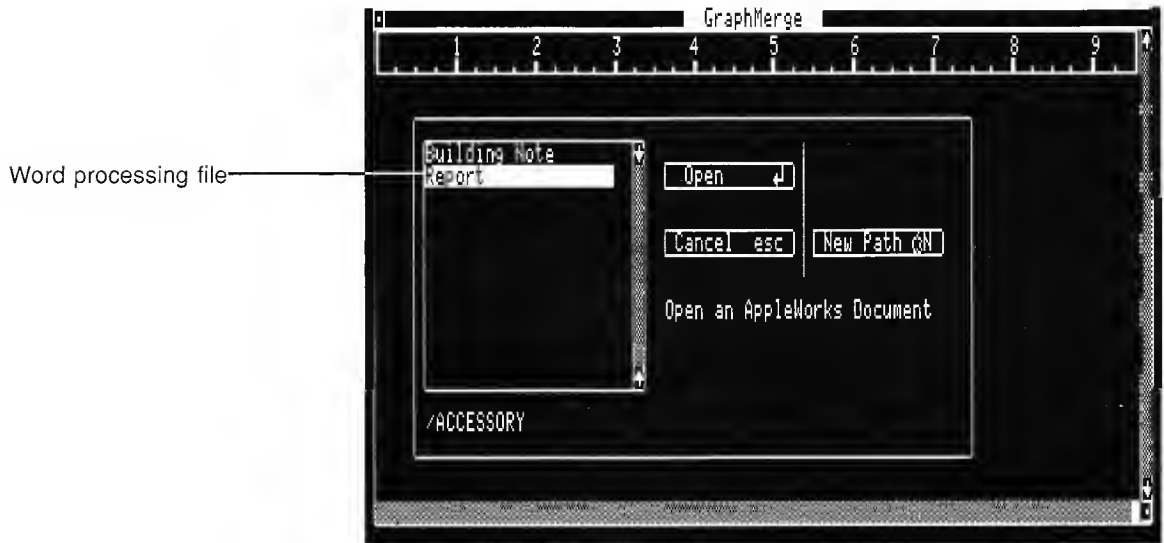 GraphMerge
1 2 3 4 5 6 7 8 9
Building Note
Word processing file
Report
Open
Cancel esc
New Path N
Open an AppleWorks Document
/ACCESSORY